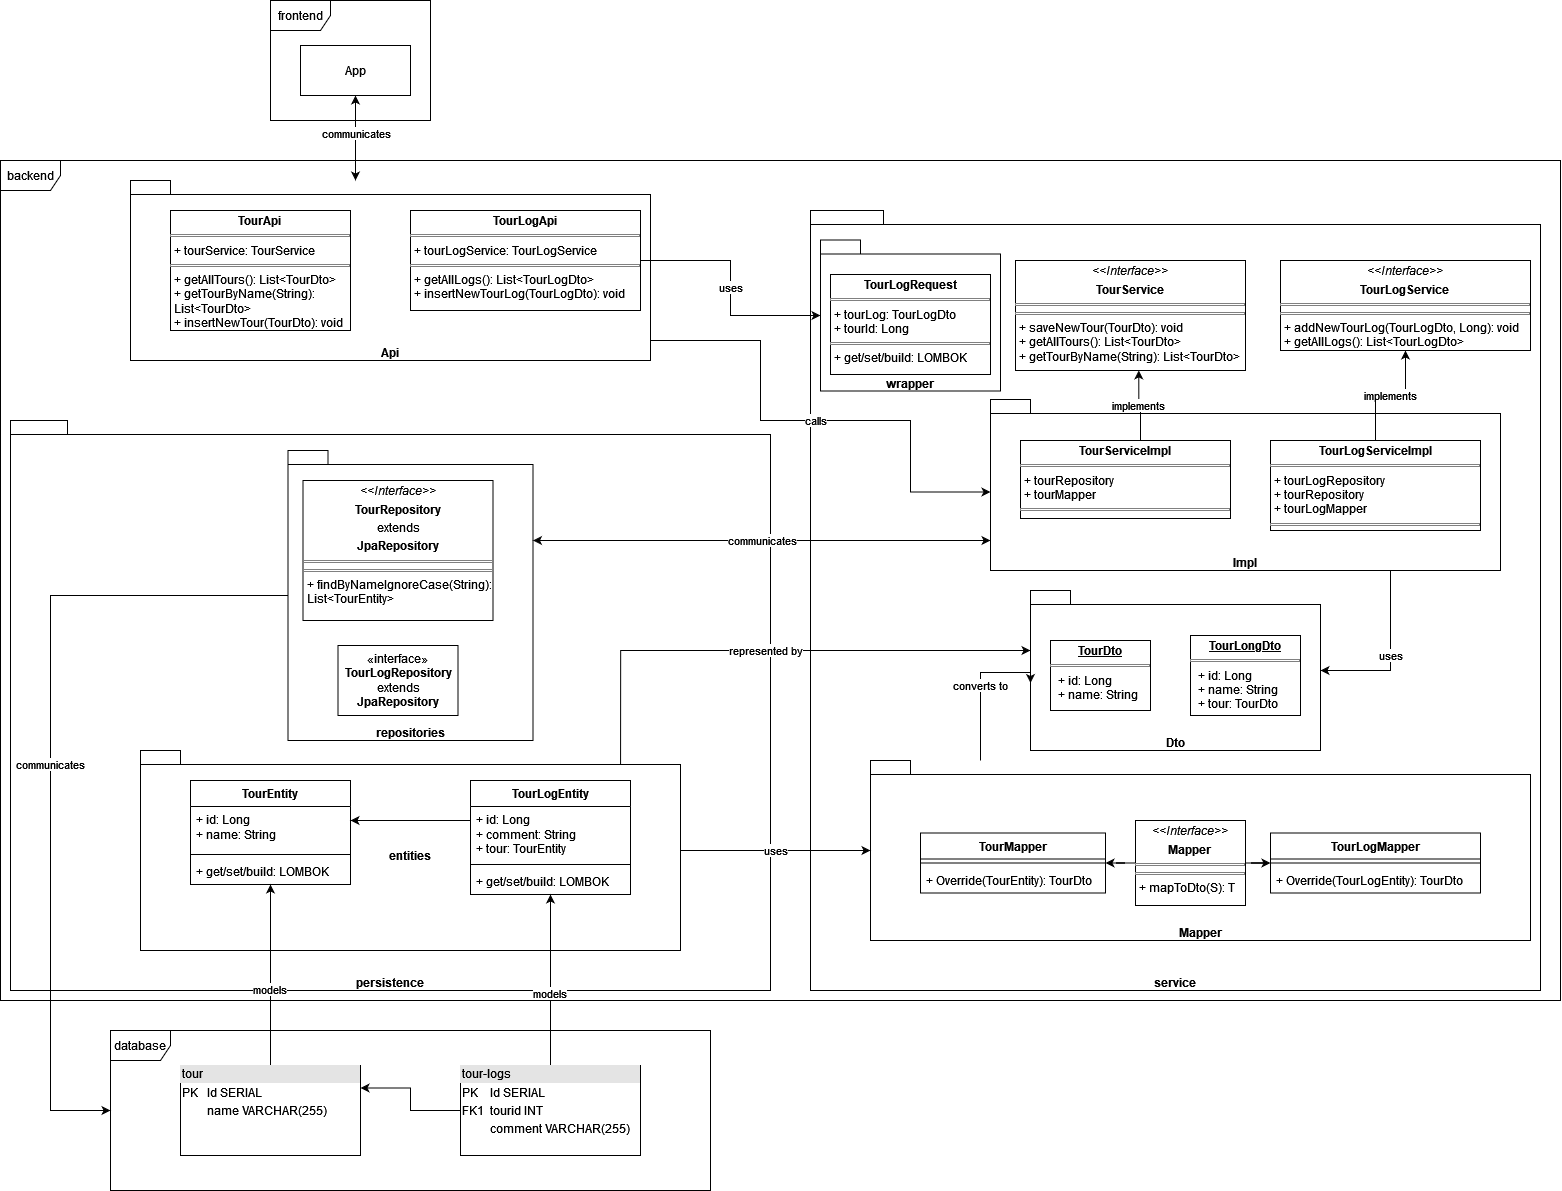 frontend
App
communicates
backend
TourApi
+ tourService: TourService
+ getAllTours(): List<TourDto>
+ getTourByName(String):
List<TourDto>
+ insertNewTour(TourDto): void
TourLogApi
+ tourLogService: TourLogService
+ getAllLogs(): List<TourLogDto>
+ insertNewTourLog(TourLogDto): void
Api
uses
calls
TourLogRequest
+ tourLog: TourLogDto
+ tourId: Long
+ get/set/build: LOMBOK
wrapper
<<Interface>>
TourService
+ saveNewTour(TourDto): void
+ getAllTours(): List<TourDto>
+ getTourByName(String): List<TourDto>
<<Interface>>
TourLogService
+ addNewTourLog(TourLogDto, Long): void
+ getAllLogs(): List<TourLogDto>
implements
implements
TourServiceImpl
+ tourRepository
+ tourMapper
TourLogServiceImpl
+ tourLogRepository
+ tourRepository
+ tourLogMapper
Impl
communicates
<<Interface>>
TourRepository
extends
JpaRepository
+ findByNameIgnoreCase(String):
List<TourEntity>
«interface»
TourLogRepository
extends
JpaRepository
repositories
communicates
represented by
converts to
uses
TourDto
+ id: Long
+ name: String
TourLongDto
+ id: Long
+ name: String
+ tour: TourDto
Dto
TourEntity
+ id: Long
+ name: String
+ get/set/build: LOMBOK
entities
TourLogEntity
+ id: Long
+ comment: String
+ tour: TourEntity
+ get/set/build: LOMBOK
uses
TourMapper
+ Override(TourEntity): TourDto
<<Interface>>
Mapper
+ mapToDto(S): T
TourLogMapper
+ Override(TourLogEntity): TourDto
Mapper
persistence
service
models
models
database
tour
PK Id SERIAL
name VARCHAR(255)
tour-logs
PK Id SERIAL
FK1 tourid INT
comment VARCHAR(255)